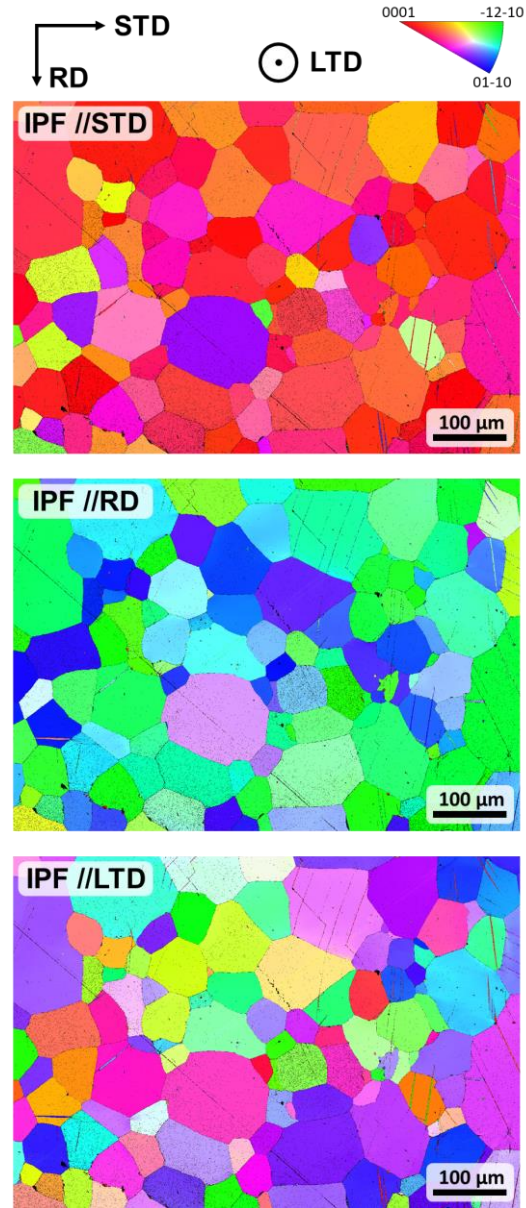 STD
RD
LTD
0001
-12-10
01-10
IPF //STD
100 µm
IPF //RD
100 µm
IPF //LTD
100 µm